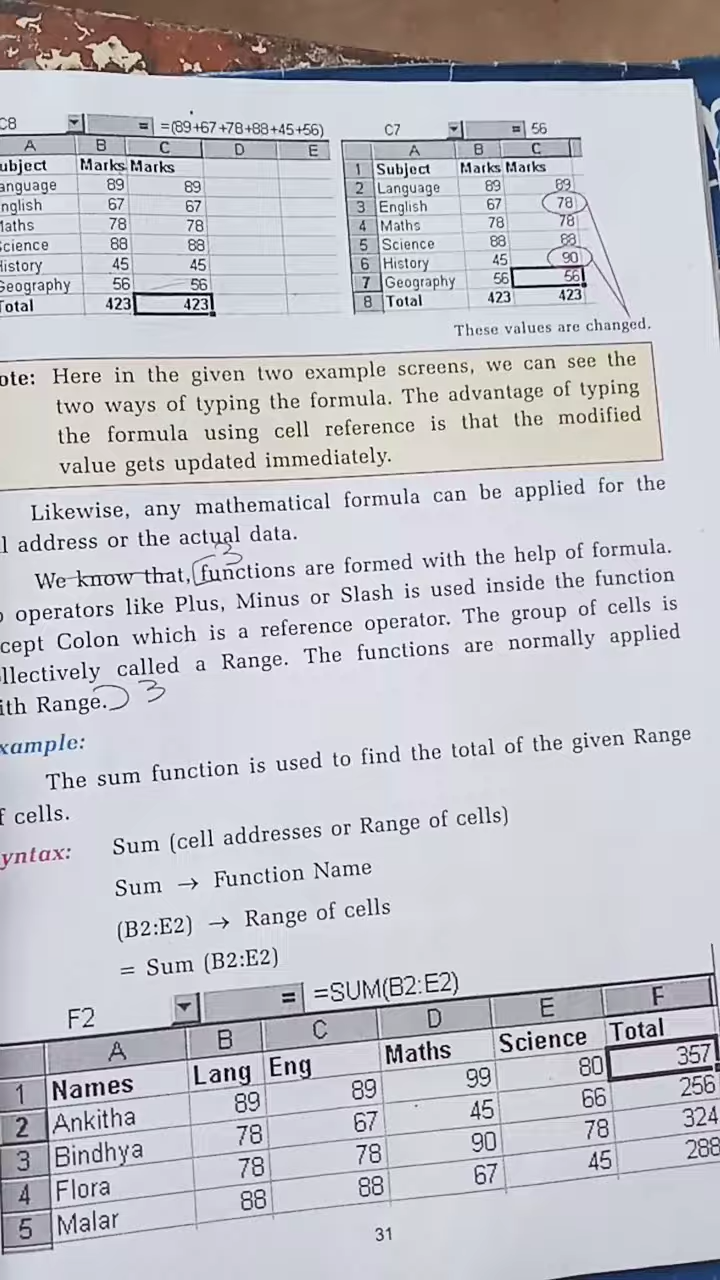 C8 = =(89+67+78+88+45+56)
A B C D E
ubject Marks Marks
anguage 89 89
nglish 67 67
laths 78 78
cience 88 88
listory 45 45
Geography 56 56
Total 423 423
C7 = 56
A B C
1 Subject Marks Marks
2 Language 89 89
3 English 67 78
4 Maths 78 78
5 Science 88 88
6 History 45 90
7 Geography 56 56
8 Total 423 423
These values are changed.
ote: Here in the given two example screens, we can see the
two ways of typing the formula. The advantage of typing
the formula using cell reference is that the modified
value gets updated immediately.
Likewise, any mathematical formula can be applied for the
l address or the actual data.
3
We know that, functions are formed with the help of formula.
o operators like Plus, Minus or Slash is used inside the function
cept Colon which is a reference operator. The group of cells is
llectively called a Range. The functions are normally applied
ith Range. 3
xample:
The sum function is used to find the total of the given Range
f cells.
yntax: Sum (cell addresses or Range of cells)
Sum → Function Name
(B2:E2) → Range of cells
= Sum (B2:E2)
F2 = =SUM(B2:E2)
A B C D E F
1 Names Lang Eng Maths Science Total
2 Ankitha 89 89 99 80 357
3 Bindhya 78 67 45 66 256
4 Flora 78 78 90 78 324
5 Malar 88 88 67 45 288
31